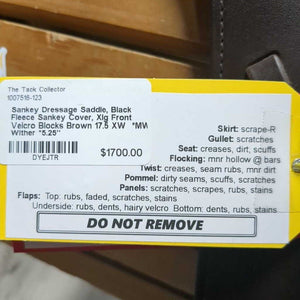 The Tack Collector
1007516-123
Sankey Dressage Saddle, Black
Fleece Sankey Cover, Xlg Front
Velcro Blocks Brown 17.5 XW *MW
Wither *5.25"
DYEJTR
$1700.00
Skirt: scrape-R
Gullet: scratches
Seat: creases, dirt, scuffs
Flocking: mnr hollow @ bars
Twist: creases, seam rubs, mnr dirt
Pommel: dirty seams, scuffs, scratches
Panels: scratches, scrapes, rubs, stains
Flaps: Top: rubs, faded, scratches, stains
Underside: rubs, dents, hairy velcro Bottom: dents, rubs, stains
DO NOT REMOVE